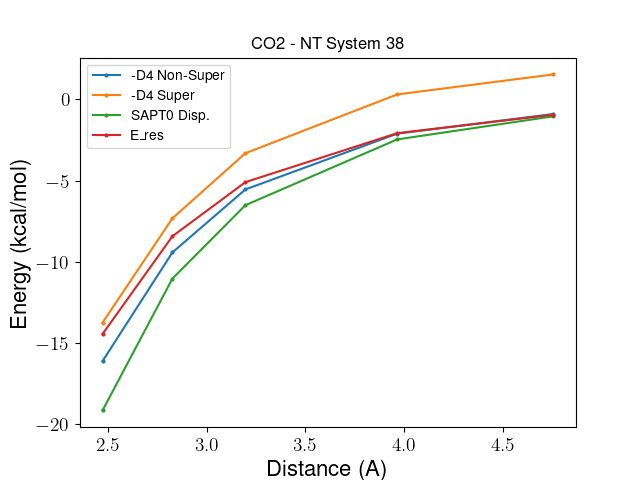 CO2 - NT System 38
-D4 Non-Super
-D4 Super
SAPT0 Disp.
E_res
Energy (kcal/mol)
0
−5
−10
−15
−20
2.5 3.0 3.5 4.0 4.5
Distance (A)